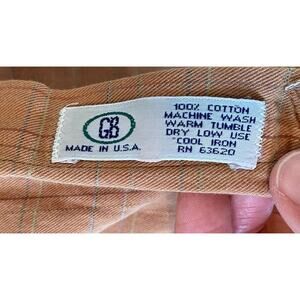 GB
MADE IN U.S.A.
100% COTTON
MACHINE WASH
WARM TUMBLE
DRY LOW USE
COOL IRON
RN 63620